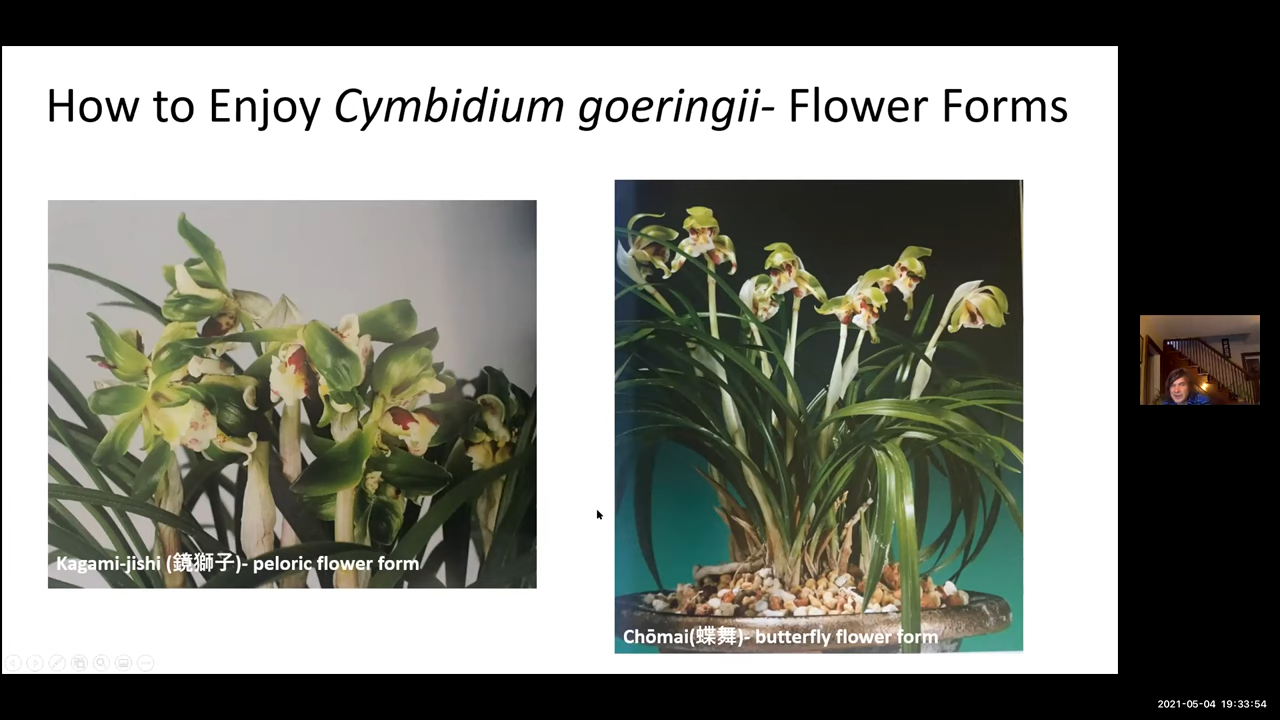 How to Enjoy Cymbidium goeringii- Flower Forms
Kagami-jishi (鏡獅子)- peloric flower form
Chōmai(蝶舞)- butterfly flower form
2021-05-04 19:33:54